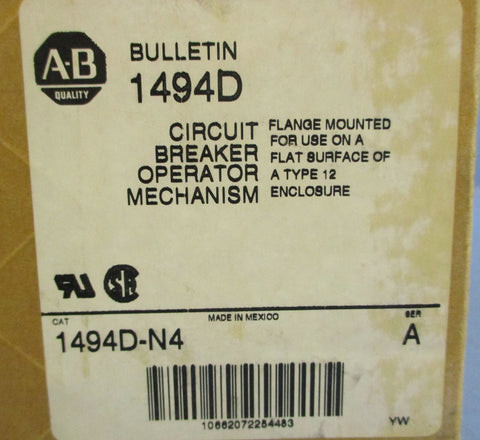 A-B
QUALITY
BULLETIN
1494D
CIRCUIT
BREAKER
OPERATOR
MECHANISM
FLANGE MOUNTED
FOR USE ON A
FLAT SURFACE OF
A TYPE 12
ENCLOSURE
CAT
MADE IN MEXICO
SER
1494D-N4
A
10662072254483
YW